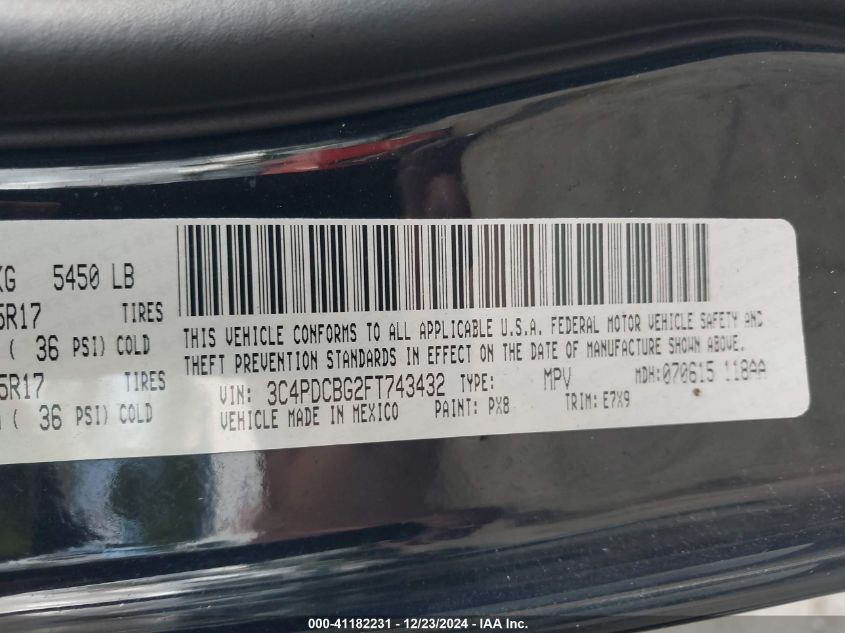 KG 5450 LB
5R17 TIRES
( 36 PSI) COLD
5R17 TIRES
( 36 PSI) COLD
THIS VEHICLE CONFORMS TO ALL APPLICABLE U.S.A. FEDERAL MOTOR VEHICLE SAFETY AND
THEFT PREVENTION STANDARDS IN EFFECT ON THE DATE OF MANUFACTURE SHOWN ABOVE.
VIN: 3C4PDCBG2FT743432 TYPE: MPV MDH:070615 118AA
VEHICLE MADE IN MEXICO PAINT: PX8 TRIM: E7X9
000-41182231 - 12/23/2024 - IAA Inc.